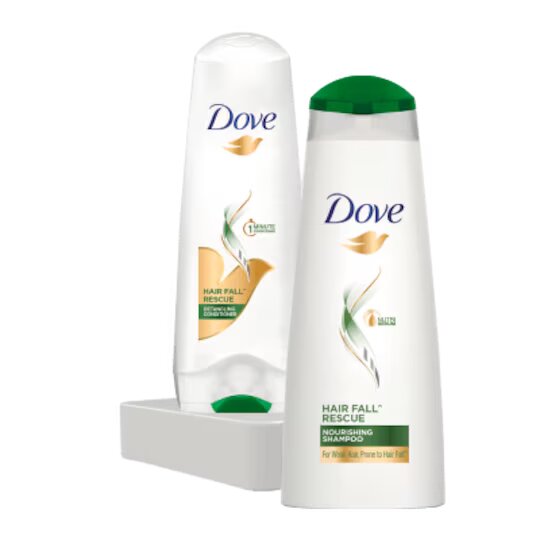 Dove
1 MINUTE
HAIR FALL
RESCUE
DETANGLING
CONDITIONER
Dove
NUTRI
SERUM
HAIR FALL^
RESCUE
NOURISHING
SHAMPOO
For Weak Hair, Prone to Hair Fall^